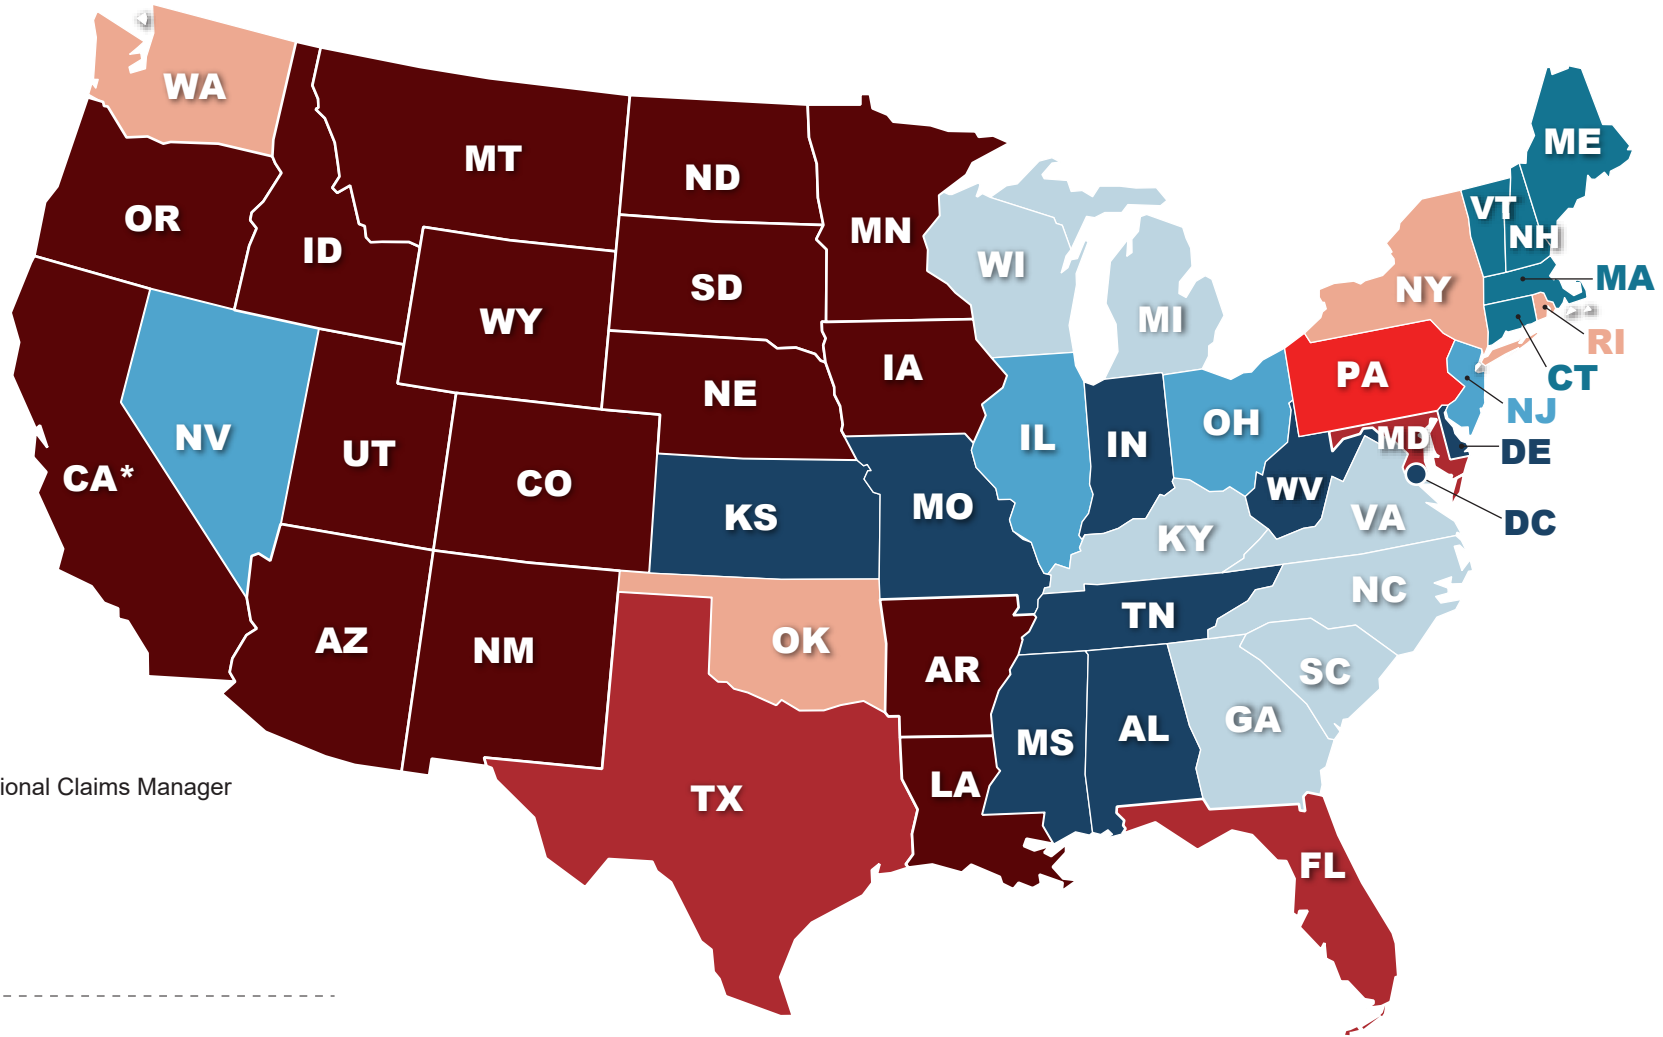 WA
MT
ND
ME
OR
ID
MN
VT
NH
WI
MA
SD
NY
WY
MI
RI
IA
PA
CT
NE
NJ
NV
UT
IL
IN
OH
MD
DE
CA*
CO
KS
MO
WV
VA
DC
KY
NC
TN
AZ
NM
OK
AR
SC
GA
MS
AL
LA
TX
ional Claims Manager
FL